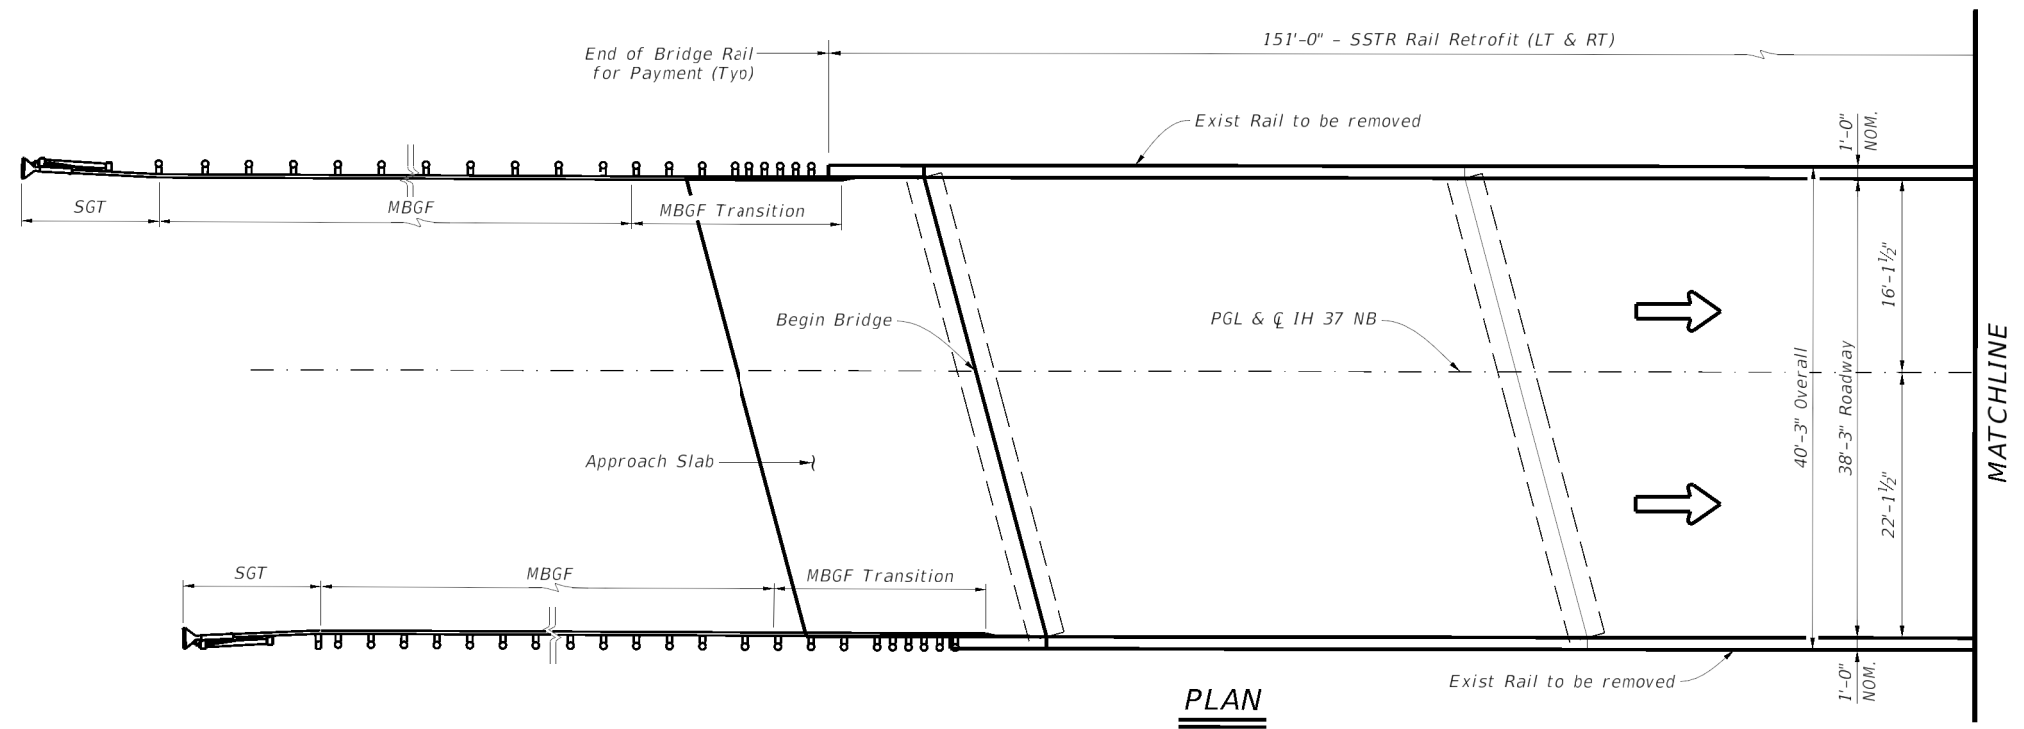 151'-0" - SSTR Rail Retrofit (LT & RT)
End of Bridge Rail
for Payment (Tyo)
Exist Rail to be removed
1'-0"
NOM.
SGT
MBGF
MBGF Transition
16'-1½"
Begin Bridge
PGL & ℄ IH 37 NB
40'-3" Overall
38'-3" Roadway
MATCHLINE
Approach Slab
22'-1½"
SGT
MBGF
MBGF Transition
Exist Rail to be removed
1'-0"
NOM.
PLAN